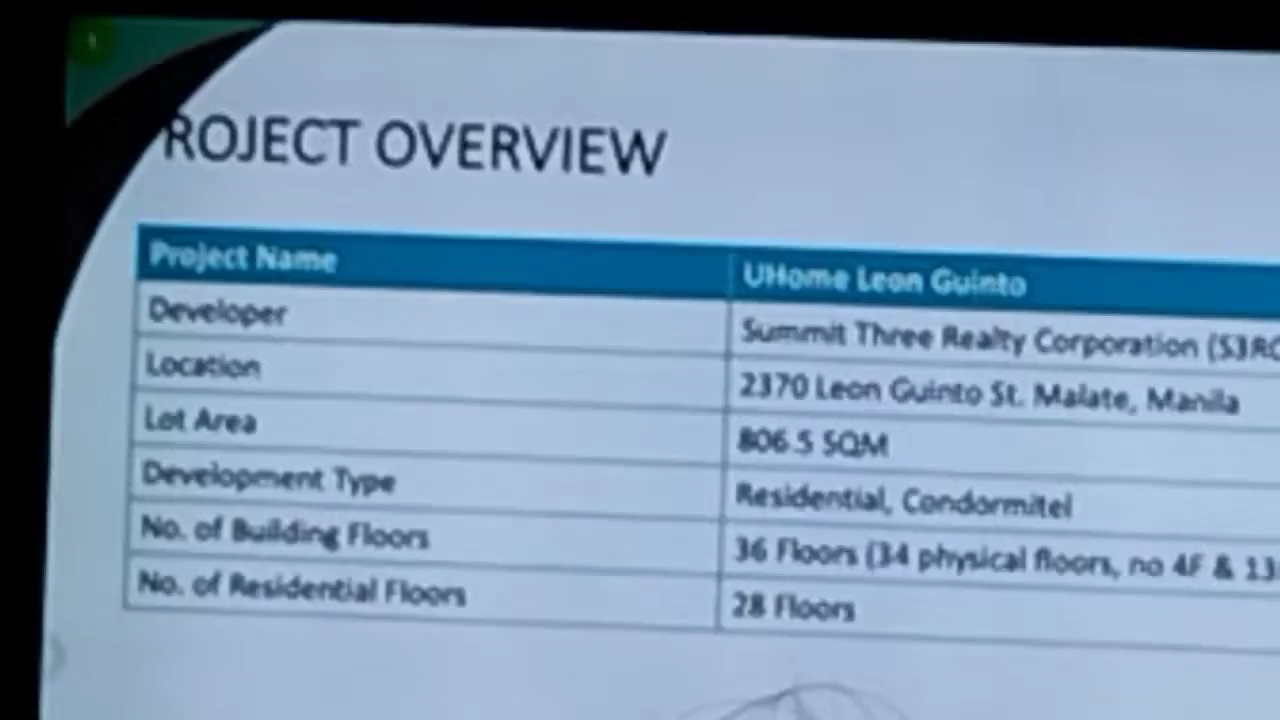 ROJECT OVERVIEW
Project Name UHome Leon Guinto
Developer Summit Three Realty Corporation (S3RC
Location 2370 Leon Guinto St. Malate, Manila
Lot Area 806.5 SQM
Development Type Residential, Condormitel
No. of Building Floors 36 Floors (34 physical floors, no 4F & 13
No. of Residential Floors 28 Floors